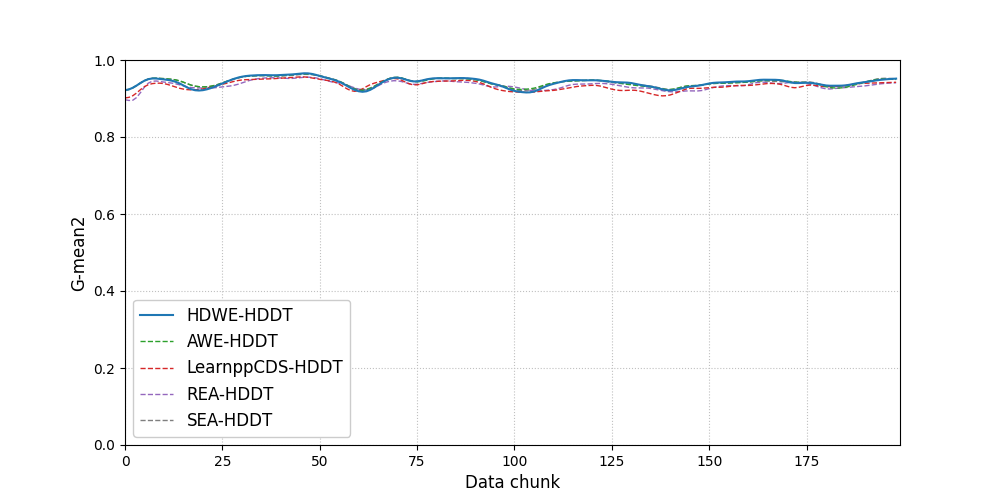 1.0
0.8
0.6
0.4
0.2
0.0
G-mean2
HDWE-HDDT
AWE-HDDT
LearnppCDS-HDDT
REA-HDDT
SEA-HDDT
0 25 50 75 100 125 150 175
Data chunk